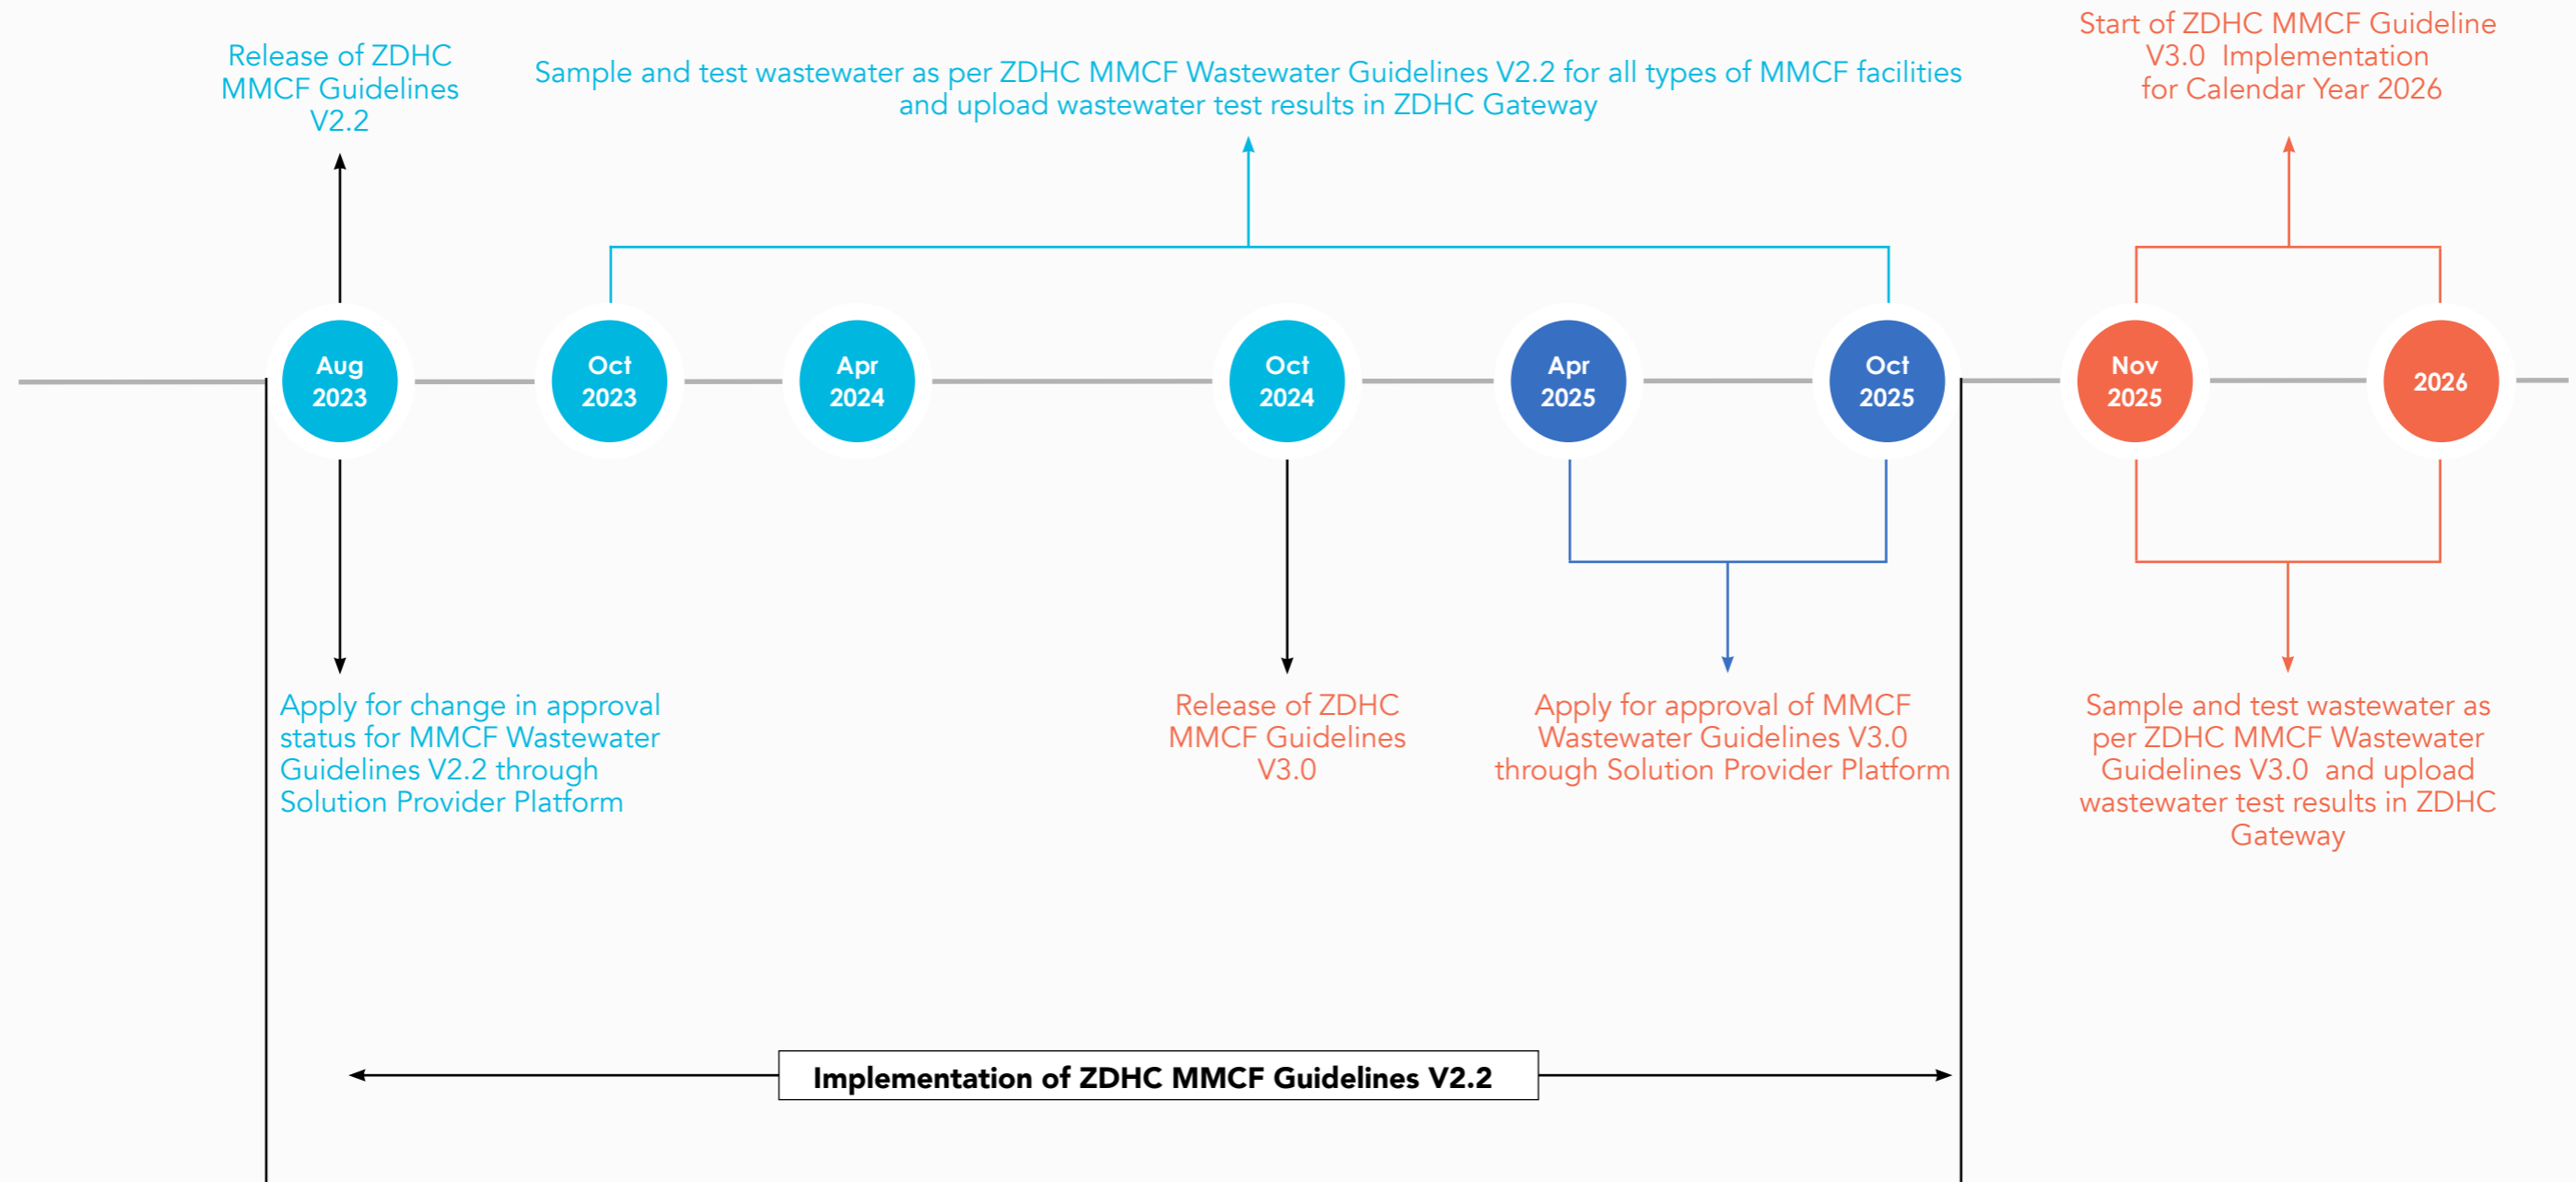 Release of ZDHC
MMCF Guidelines
V2.2
Sample and test wastewater as per ZDHC MMCF Wastewater Guidelines V2.2 for all types of MMCF facilities
and upload wastewater test results in ZDHC Gateway
Start of ZDHC MMCF Guideline
V3.0 Implementation
for Calendar Year 2026
Aug
2023
Oct
2023
Apr
2024
Oct
2024
Apr
2025
Oct
2025
Nov
2025
2026
Apply for change in approval
status for MMCF Wastewater
Guidelines V2.2 through
Solution Provider Platform
Release of ZDHC
MMCF Guidelines
V3.0
Apply for approval of MMCF
Wastewater Guidelines V3.0
through Solution Provider Platform
Sample and test wastewater as
per ZDHC MMCF Wastewater
Guidelines V3.0 and upload
wastewater test results in ZDHC
Gateway
Implementation of ZDHC MMCF Guidelines V2.2